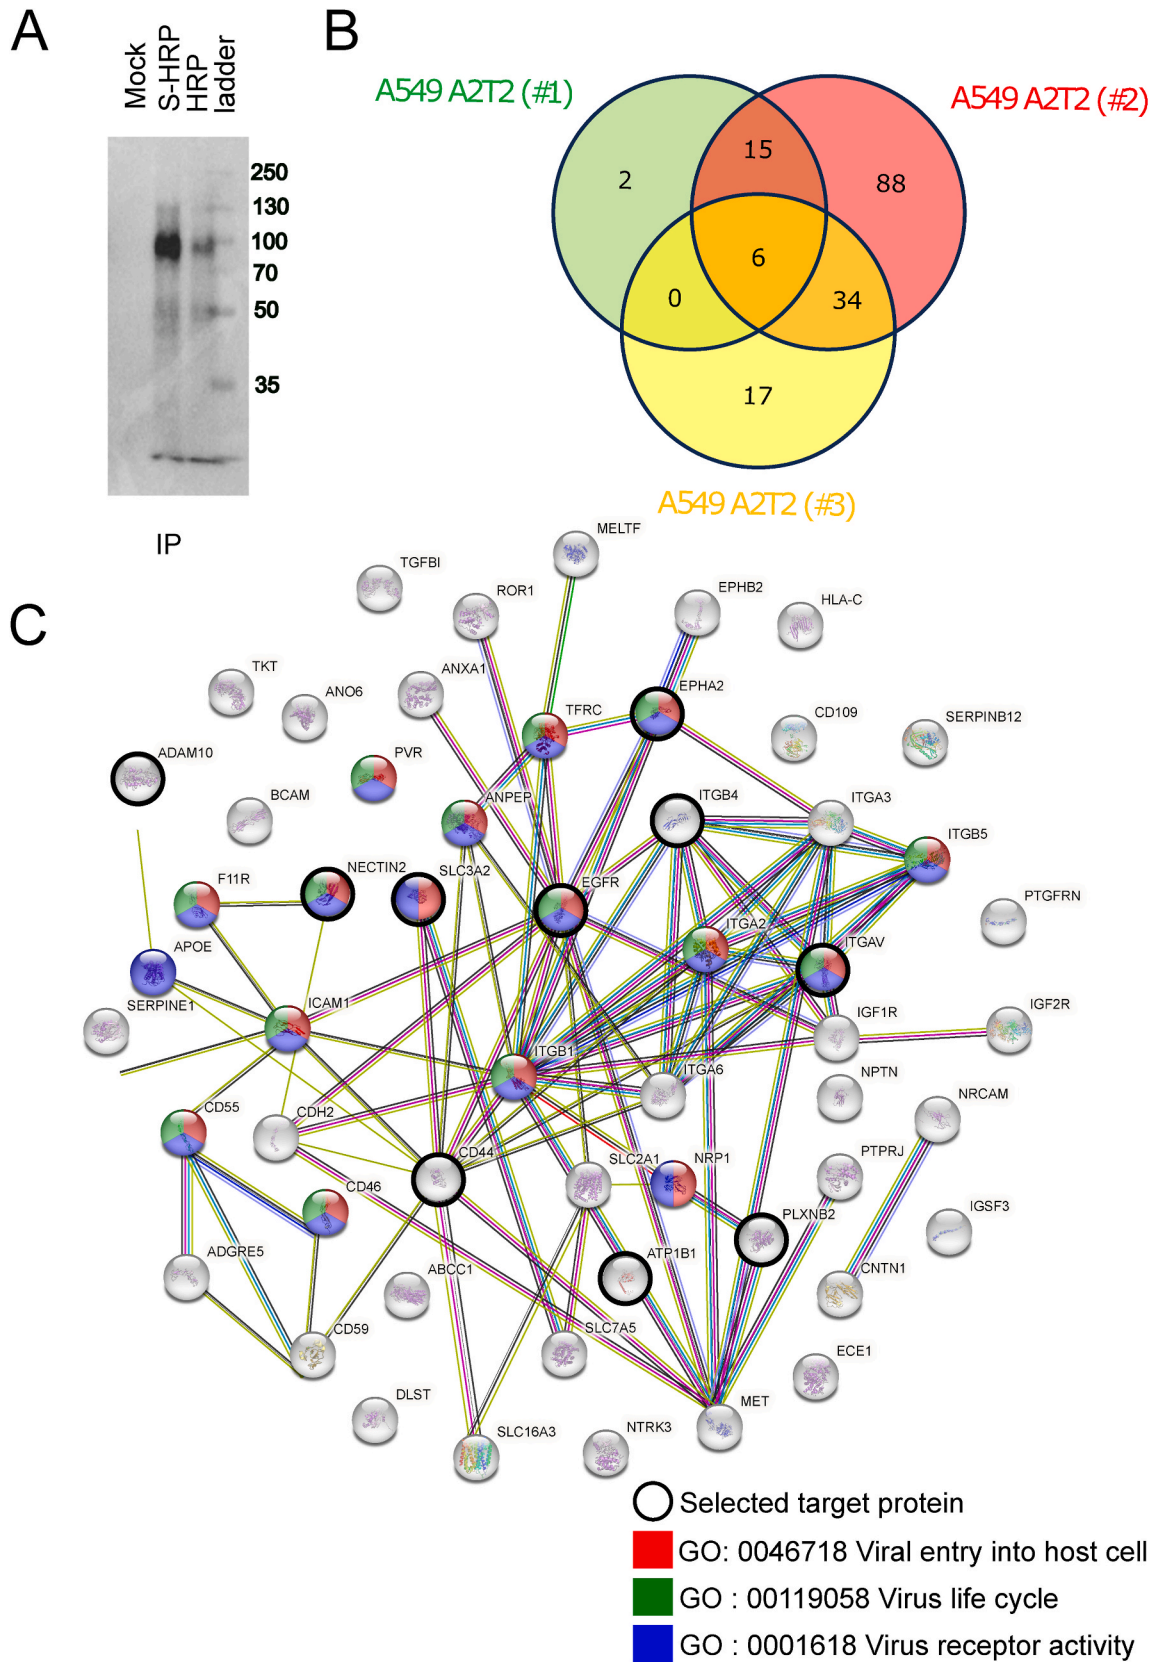 A
B
Mock
S-HRP
HRP
ladder
250
130
100
70
50
35
IP
A549 A2T2 (#1)
A549 A2T2 (#2)
2
15
88
6
0
34
17
A549 A2T2 (#3)
C
MELTF
TGFBI
ROR1
EPHB2
HLA-C
TKT
ANXA1
EPHA2
ANO6
TFRC
CD109
SERPINB12
ADAM10
PVR
BCAM
ANPEP
ITGB4
ITGA3
ITGB5
NECTIN2
SLC3A2
EGFR
F11R
PTGFRN
ITGA2
ITGAV
APOE
SERPINE1
ICAM1
IGF1R
IGF2R
ITGB1
ITGA6
NPTN
NRCAM
CD55
CDH2
CD44
SLC2A1
NRP1
PTPRJ
CD46
PLXNB2
IGSF3
ADGRE5
ABCC1
ATP1B1
CNTN1
CD59
SLC7A5
ECE1
DLST
MET
SLC16A3
NTRK3
Selected target protein
GO: 0046718 Viral entry into host cell
GO : 00119058 Virus life cycle
GO : 0001618 Virus receptor activity